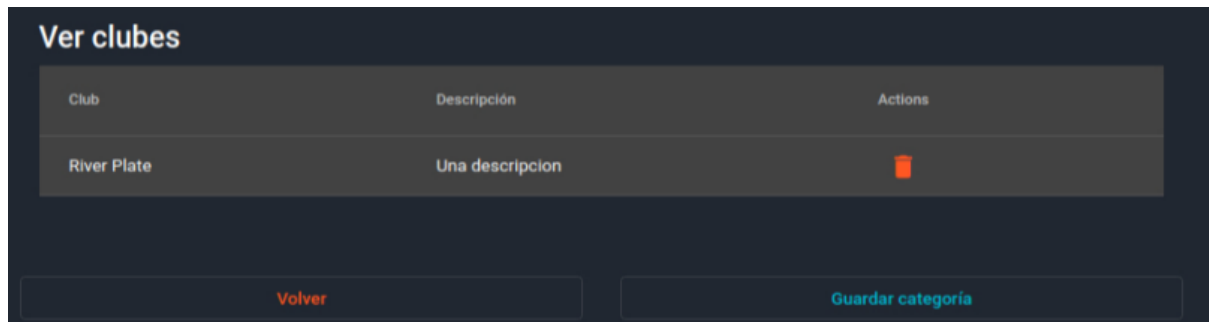 Ver clubes
Club Descripción Actions
River Plate Una descripcion
Volver Guardar categoría